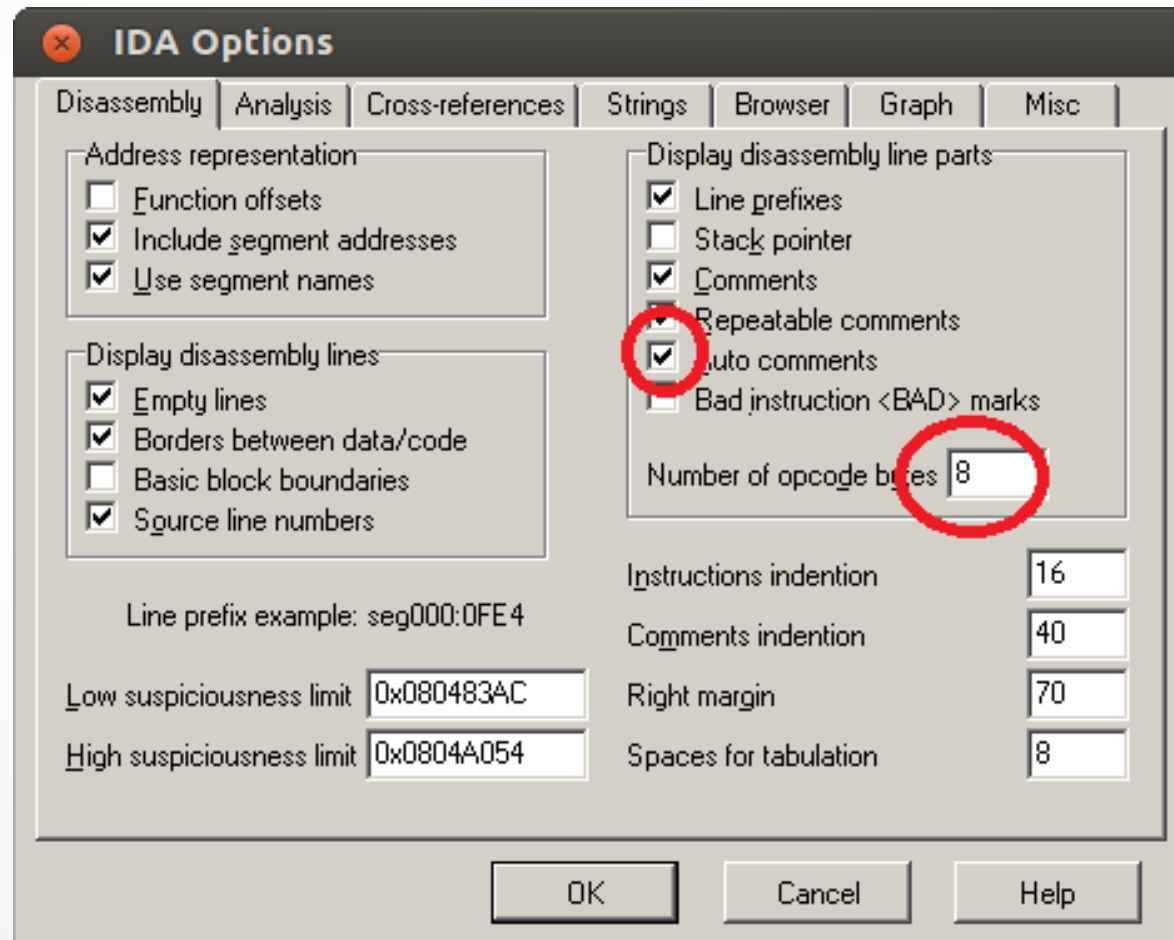 IDA Options
Disassembly Analysis Cross-references Strings Browser Graph Misc
Address representation
Function offsets
Include segment addresses
Use segment names
Display disassembly lines
Empty lines
Borders between data/code
Basic block boundaries
Source line numbers
Line prefix example: seg000:0FE4
Low suspiciousness limit 0x080483AC
High suspiciousness limit 0x0804A054
Display disassembly line parts
Line prefixes
Stack pointer
Comments
Repeatable comments
Auto comments
Bad instruction <BAD> marks
Number of opcode bytes 8
Instructions indention 16
Comments indention 40
Right margin 70
Spaces for tabulation 8
OK Cancel Help